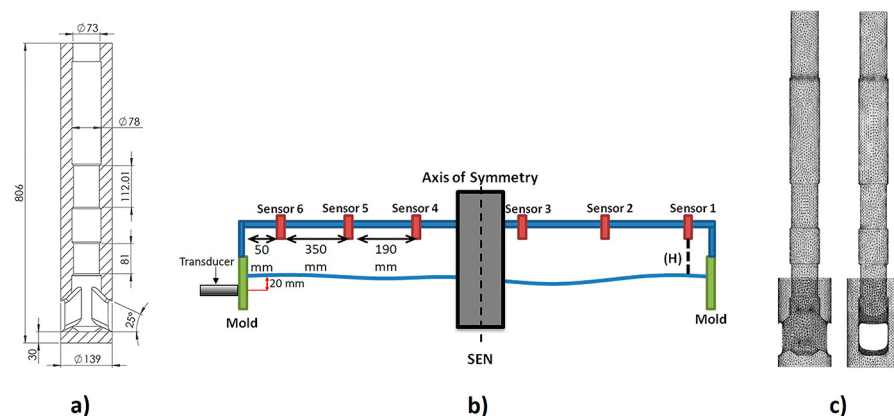 Ø73
Ø78
806
112,01
81
25°
30
Ø139
a)
Axis of Symmetry
Sensor 6
Sensor 5
Sensor 4
Sensor 3
Sensor 2
Sensor 1
50
mm
350
mm
190
mm
(H)
Transducer
20 mm
Mold
Mold
SEN
b)
c)